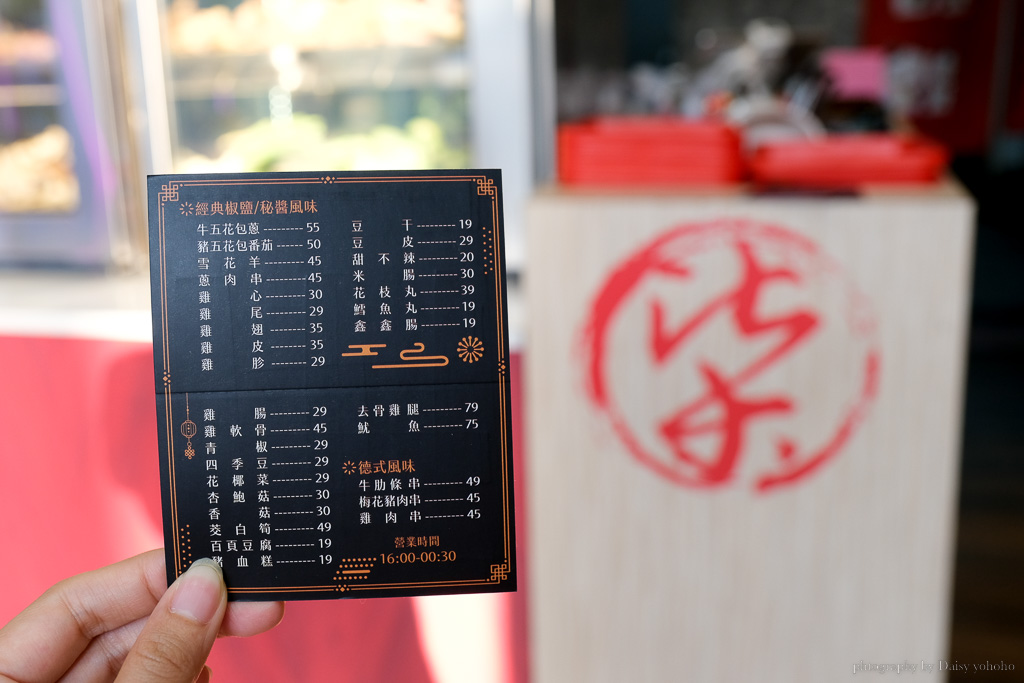 經典椒鹽/秘醬風味
牛五花包蔥 --------- 55
豬五花包番茄 ----- 50
雪花羊 --------- 45
蔥肉串 --------- 45
雞心 --------- 30
雞尾 --------- 29
雞翅 --------- 35
雞皮 --------- 35
雞胗 --------- 29
豆干 --------- 19
豆皮 --------- 29
甜不辣 --------- 20
米腸 --------- 30
花枝丸 --------- 39
鱈魚丸 --------- 19
鑫鑫腸 --------- 19
雞腸 --------- 29
雞軟骨 --------- 45
青椒 --------- 29
四季豆 --------- 29
花椰菜 --------- 29
杏鮑菇 --------- 30
香菇 --------- 30
茭白筍 --------- 49
百頁豆腐 --------- 19
豬血糕 --------- 19
去骨雞腿 --------- 79
魷魚 --------- 75
德式風味
牛肋條串 --------- 49
梅花豬肉串 --------- 45
雞肉串 --------- 45
營業時間
16:00-00:30
柴
photography by Daisy yohoho